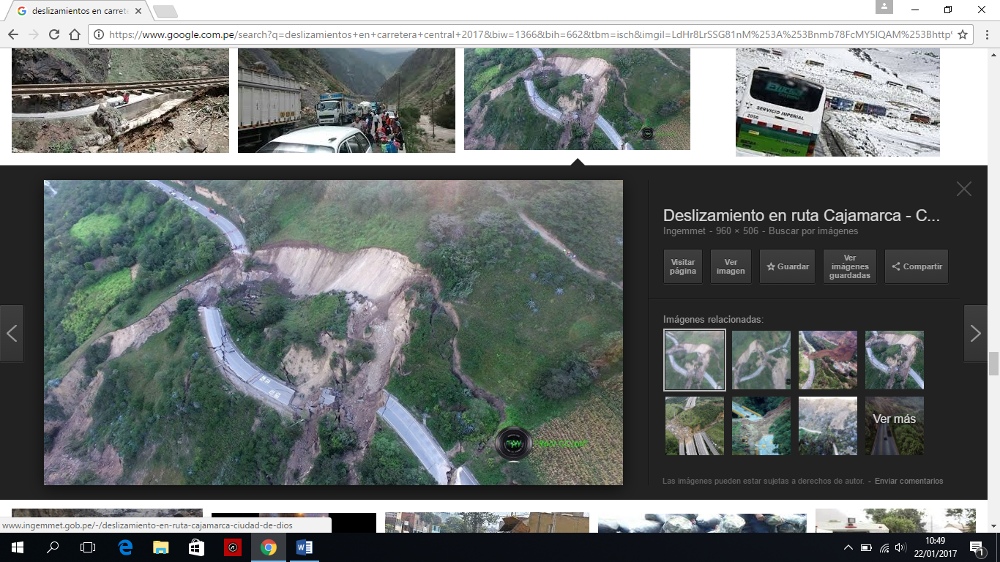 deslizamientos en carrete
https://www.google.com.pe/search?q=deslizamientos+en+carretera+central+2017&biw=1366&bih=662&tbm=isch&imgil=LdHr8LrSSG81nM%253A%253Bnmb78FcMY5IQAM%253Bhttp%
SERVICIO IMPERIAL
2056
Deslizamiento en ruta Cajamarca - C...
Ingemmet - 960 × 506 - Buscar por imágenes
Visitar página
Ver imagen
Guardar
Ver imágenes guardadas
Compartir
Imágenes relacionadas:
Ver más
Las imágenes pueden estar sujetas a derechos de autor. - Enviar comentarios
www.ingemmet.gob.pe/-/deslizamiento-en-ruta-cajamarca-ciudad-de-dios
10:49
22/01/2017
1